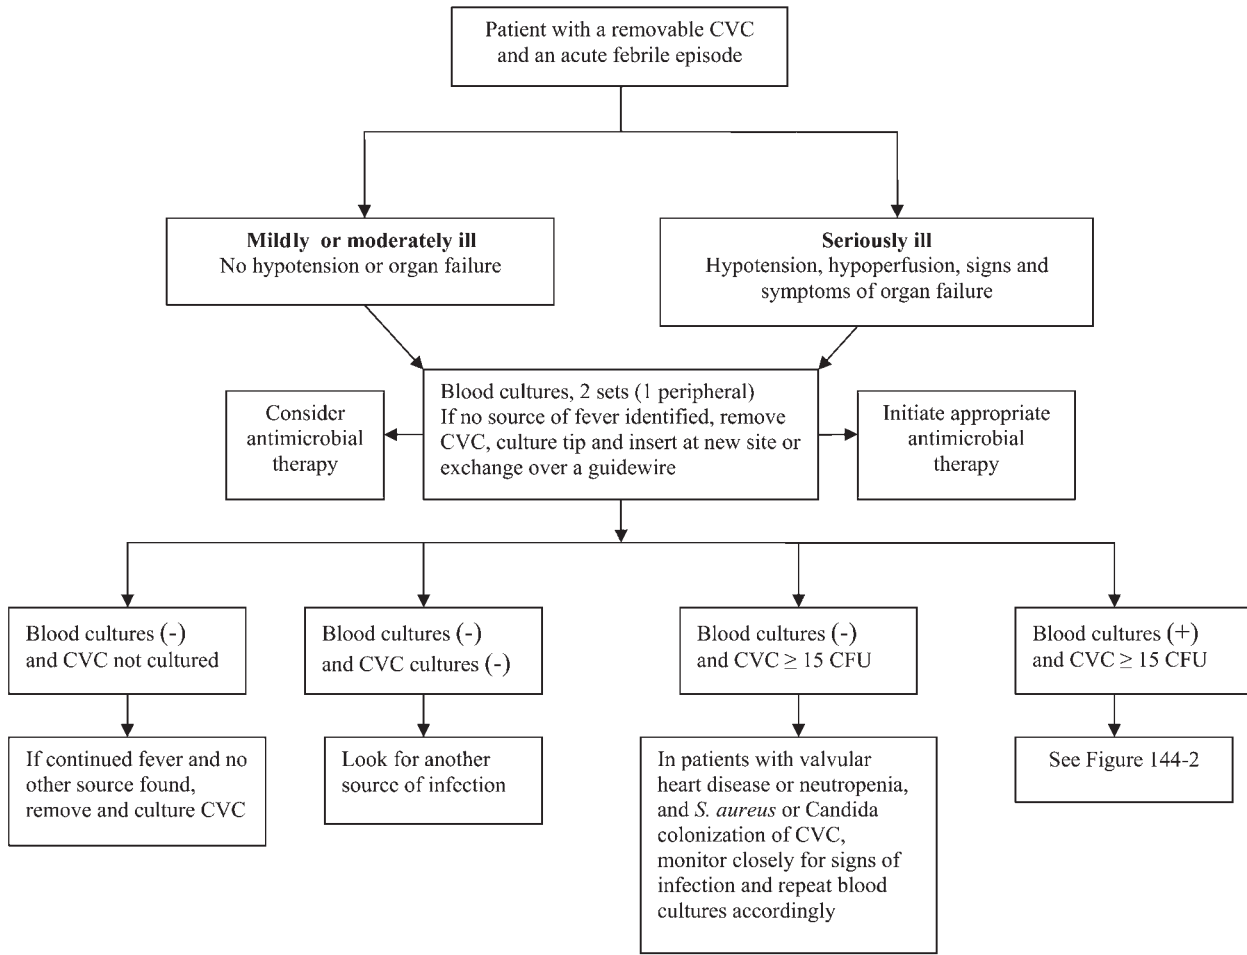 Patient with a removable CVC
and an acute febrile episode
Mildly or moderately ill
No hypotension or organ failure
Seriously ill
Hypotension, hypoperfusion, signs and
symptoms of organ failure
Consider
antimicrobial
therapy
Blood cultures, 2 sets (1 peripheral)
If no source of fever identified, remove
CVC, culture tip and insert at new site or
exchange over a guidewire
Initiate appropriate
antimicrobial
therapy
Blood cultures (-)
and CVC not cultured
Blood cultures (-)
and CVC cultures (-)
Blood cultures (-)
and CVC ≥ 15 CFU
Blood cultures (+)
and CVC ≥ 15 CFU
If continued fever and no
other source found,
remove and culture CVC
Look for another
source of infection
In patients with valvular
heart disease or neutropenia,
and S. aureus or Candida
colonization of CVC,
monitor closely for signs of
infection and repeat blood
cultures accordingly
See Figure 144-2